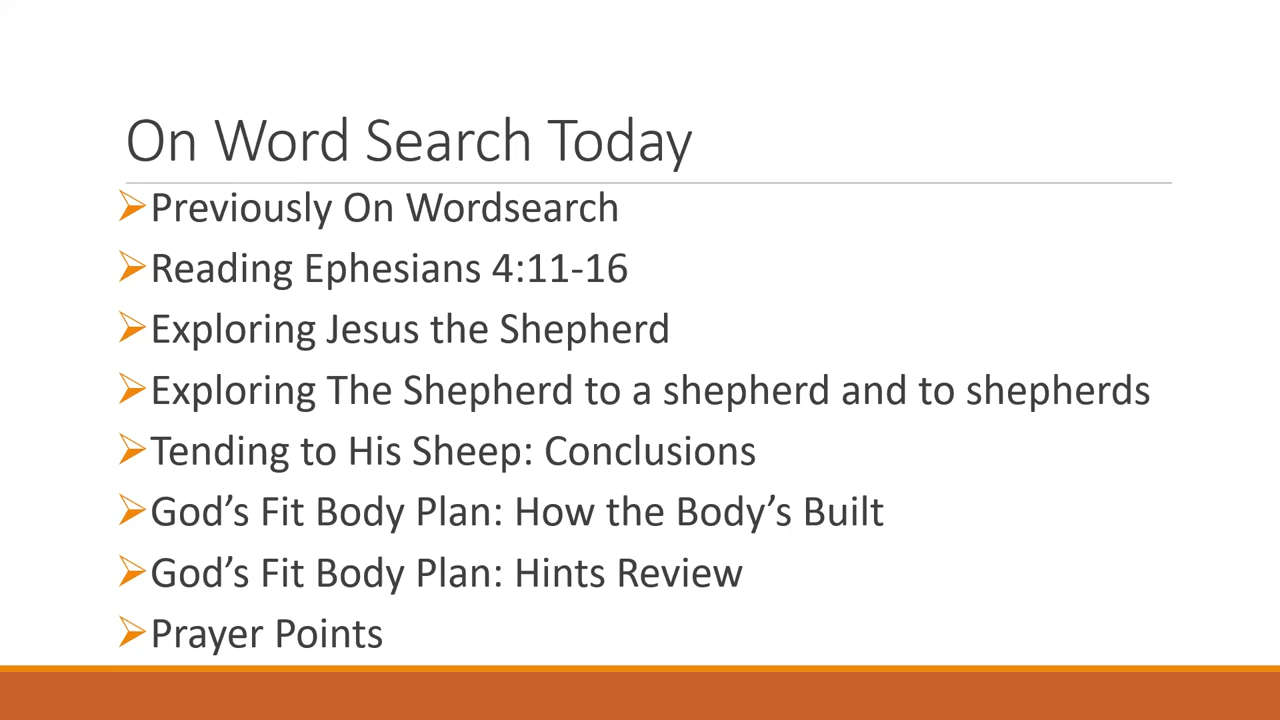 On Word Search Today
Previously On Wordsearch
Reading Ephesians 4:11-16
Exploring Jesus the Shepherd
Exploring The Shepherd to a shepherd and to shepherds
Tending to His Sheep: Conclusions
God’s Fit Body Plan: How the Body’s Built
God’s Fit Body Plan: Hints Review
Prayer Points